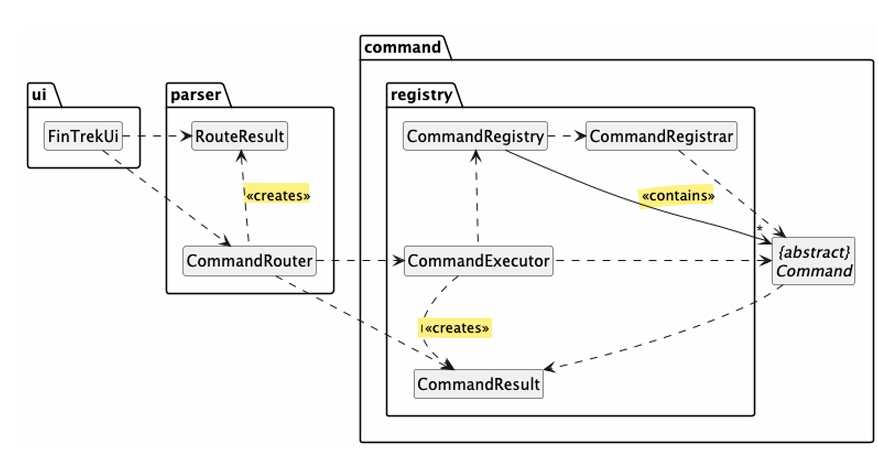 command
ui
parser
registry
FinTrekUi
RouteResult
CommandRegistry
CommandRegistrar
«creates»
«contains»
*
CommandRouter
CommandExecutor
{abstract}
Command
«creates»
CommandResult